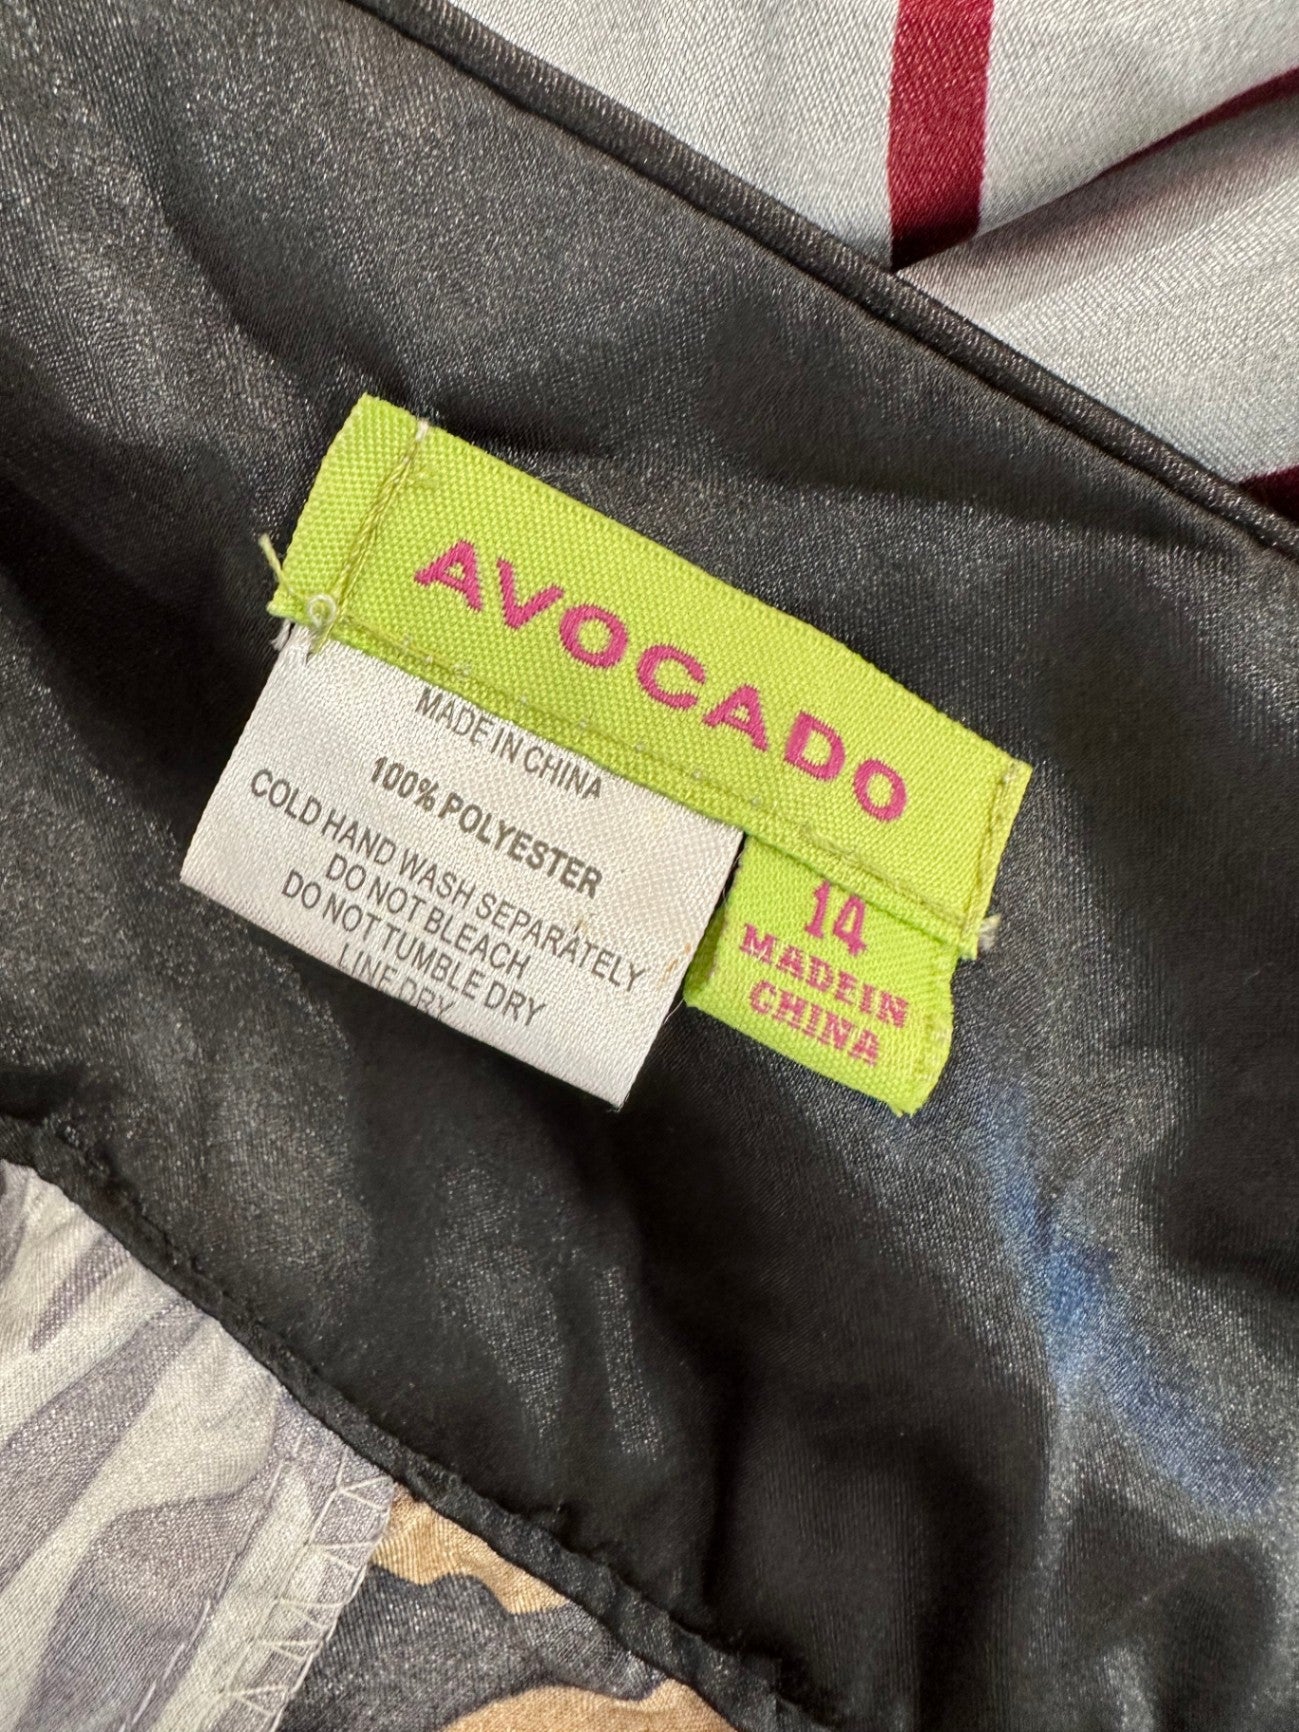 AVOCADO
MADE IN CHINA
100% POLYESTER
COLD HAND WASH SEPARATELY
DO NOT BLEACH
DO NOT TUMBLE DRY
LINE DRY
14
MADE IN
CHINA